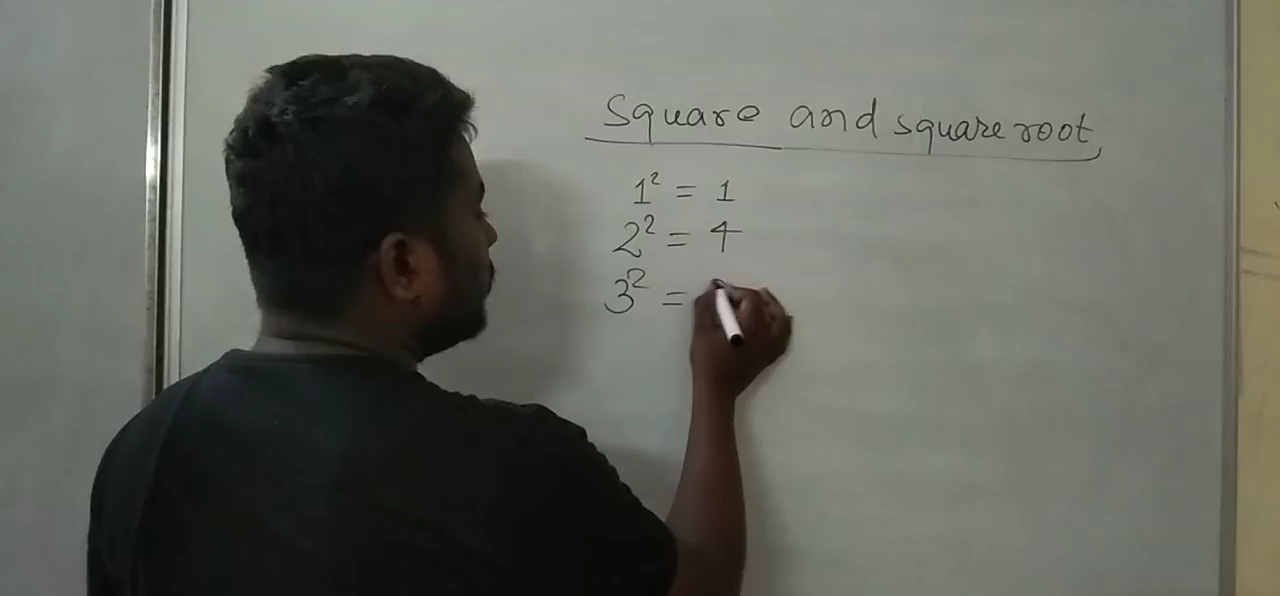 Square and square root
1² = 1
2² = 4
3² =